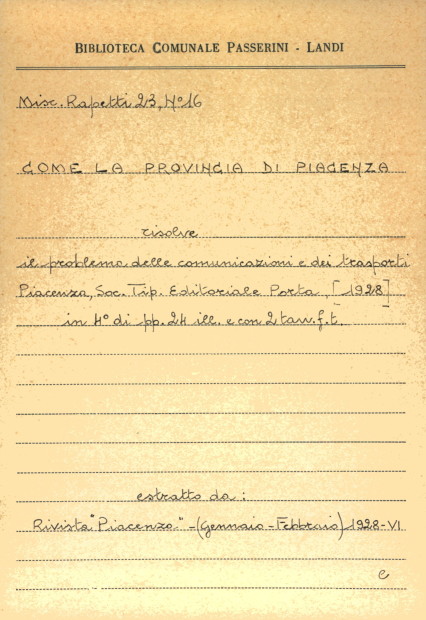 BIBLIOTECA COMUNALE PASSERINI - LANDI
Misc. Rapetti 23, N° 16
COME LA PROVINCIA DI PIACENZA
risolve
il problema delle comunicazioni e dei trasporti
Piacenza, Soc. Tip. Editoriale Porta, [1928]
in 4° di pp. 24 ill. e con 2 tav. f. t.
estratto da:
Rivista "Piacenza" - (Gennaio - Febbraio) 1928-VI
e